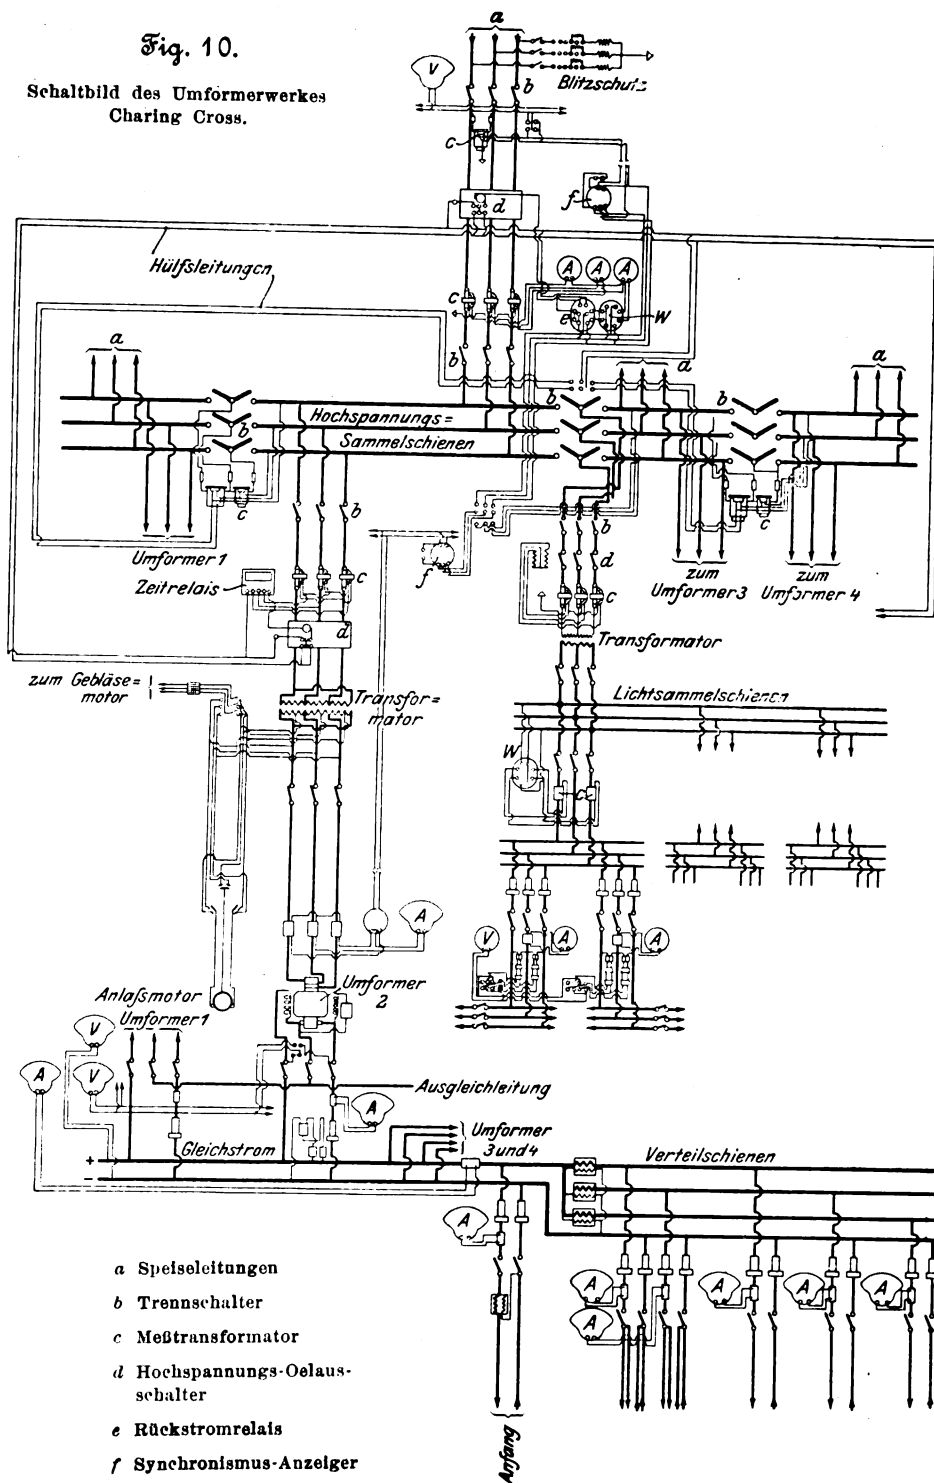 Fig. 10.
Schaltbild des Umformerwerkes
Charing Cross.
a
V
b
Blitzschutz
c
f
d
Hülfsleitungen
A A A
c
e
W
b
a
a
a
b
b
b
Hochspannungs=
Sammelschienen
c
c
b
b
Umformer 1
f
d
zum
Umformer 3
zum
Umformer 4
Zeitrelais
c
c
d
Transformator
zum Gebläse=
motor
Transfor=
mator
Lichtsammelschienen
W
c
A
V
A
A
Umformer
2
Anlaßmotor
Umformer 1
V
A
V
Ausgleichleitung
A
Umformer
3 und 4
Gleichstrom
Verteilschienen
+
−
A
A
A
A
A
A
Aufzug
a Speiseleitungen
b Trennschalter
c Meßtransformator
d Hochspannungs-Oelaus-
schalter
e Rückstromrelais
f Synchronismus-Anzeiger